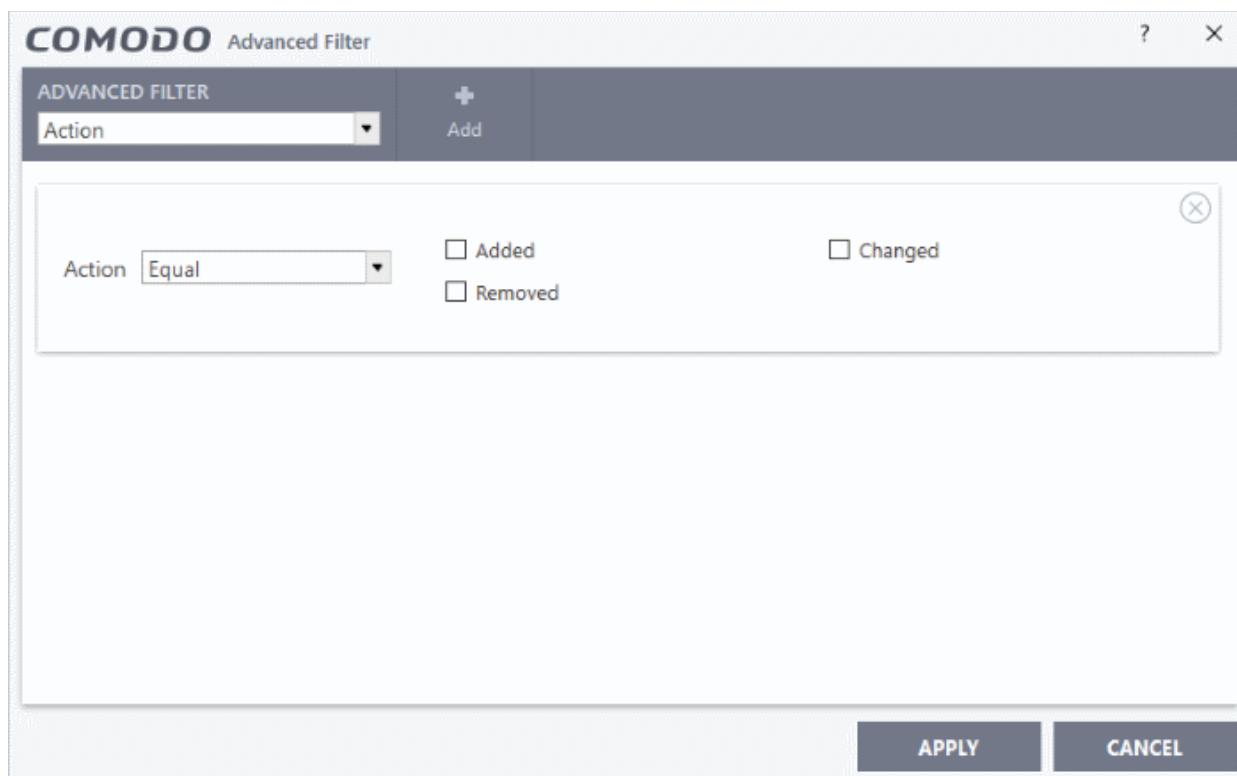 COMODO Advanced Filter ?
ADVANCED FILTER
Action
Add
Action Equal
Added
Changed
Removed
APPLY
CANCEL